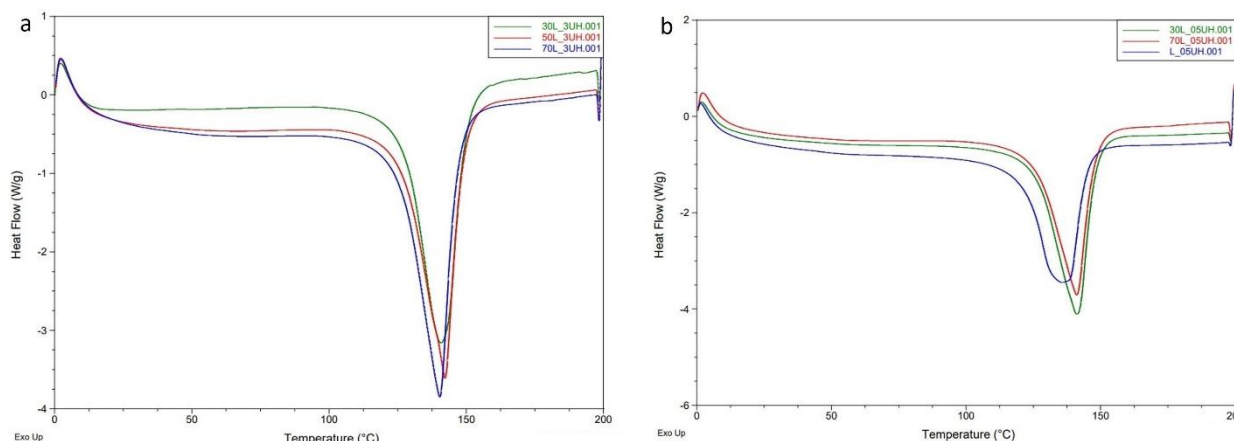 a
30L_3UH.001
50L_3UH.001
70L_3UH.001
1
0
-1
-2
-3
-4
Heat Flow (W/g)
0
50
100
150
200
Exo Up
Temperature (°C)
b
30L_05UH.001
70L_05UH.001
L_05UH.001
2
0
-2
-4
-6
Heat Flow (W/g)
0
50
100
150
Exo Up
Temperature (°C)